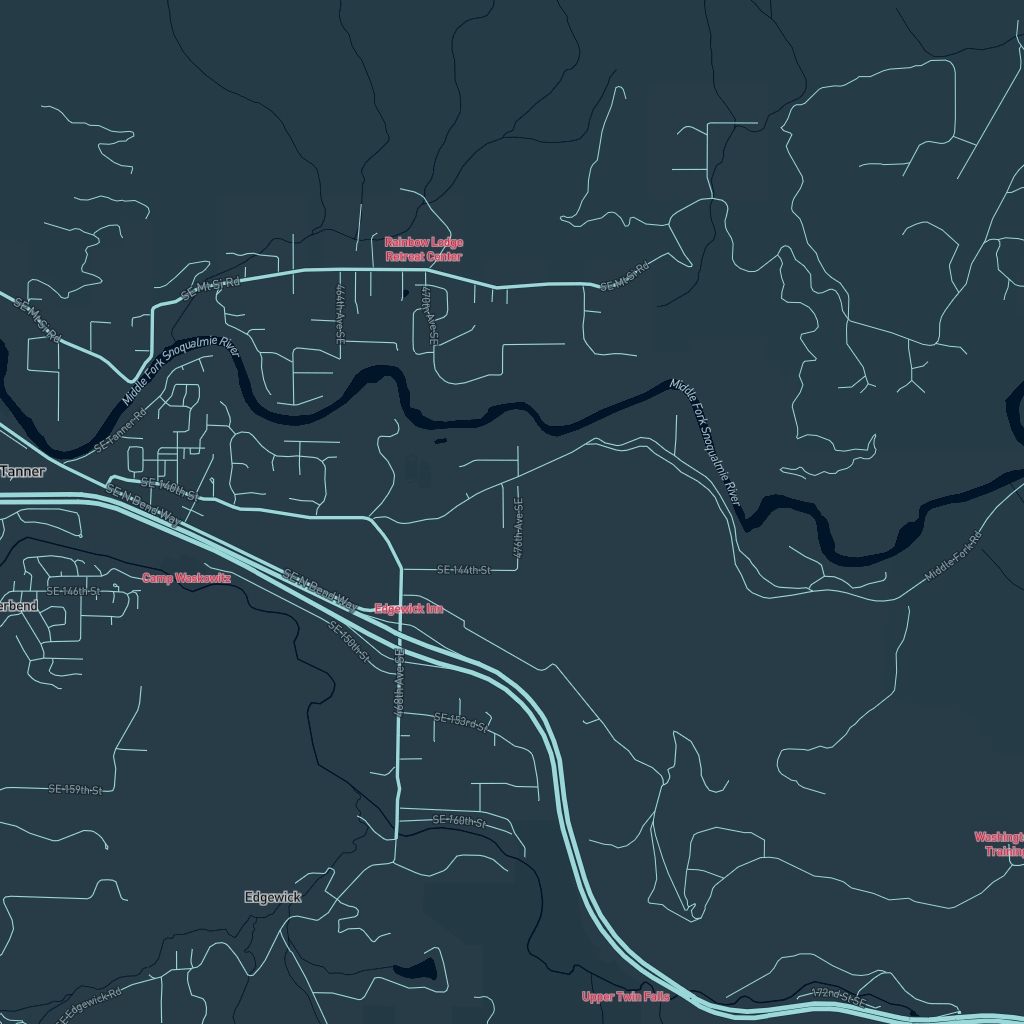 Rainbow Lodge
Retreat Center
SE Mt Si Rd
SE Mt Si Rd
SE Mt Si Rd
464th Ave SE
470th Ave SE
Middle Fork Snoqualmie River
Middle Fork Snoqualmie River
SE Tanner Rd
Tanner
SE 140th St
SE N Bend Way
476th Ave SE
Middle Fork Rd
SE 144th St
Camp Waskowitz
SE N Bend Way
SE 146th St
erbend
Edgewick Inn
SE 150th St
468th Ave SE
SE 153rd St
SE 159th St
SE 160th St
Washingt
Training
Edgewick
SE Edgewick Rd
Upper Twin Falls
172nd St SE